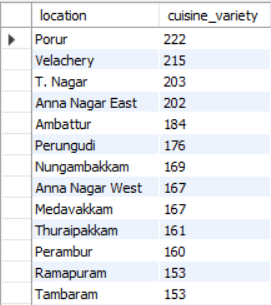 location cuisine_variety
Porur 222
Velachery 215
T. Nagar 203
Anna Nagar East 202
Ambattur 184
Perungudi 176
Nungambakkam 169
Anna Nagar West 167
Medavakkam 167
Thuraipakkam 161
Perambur 160
Ramapuram 153
Tambaram 153